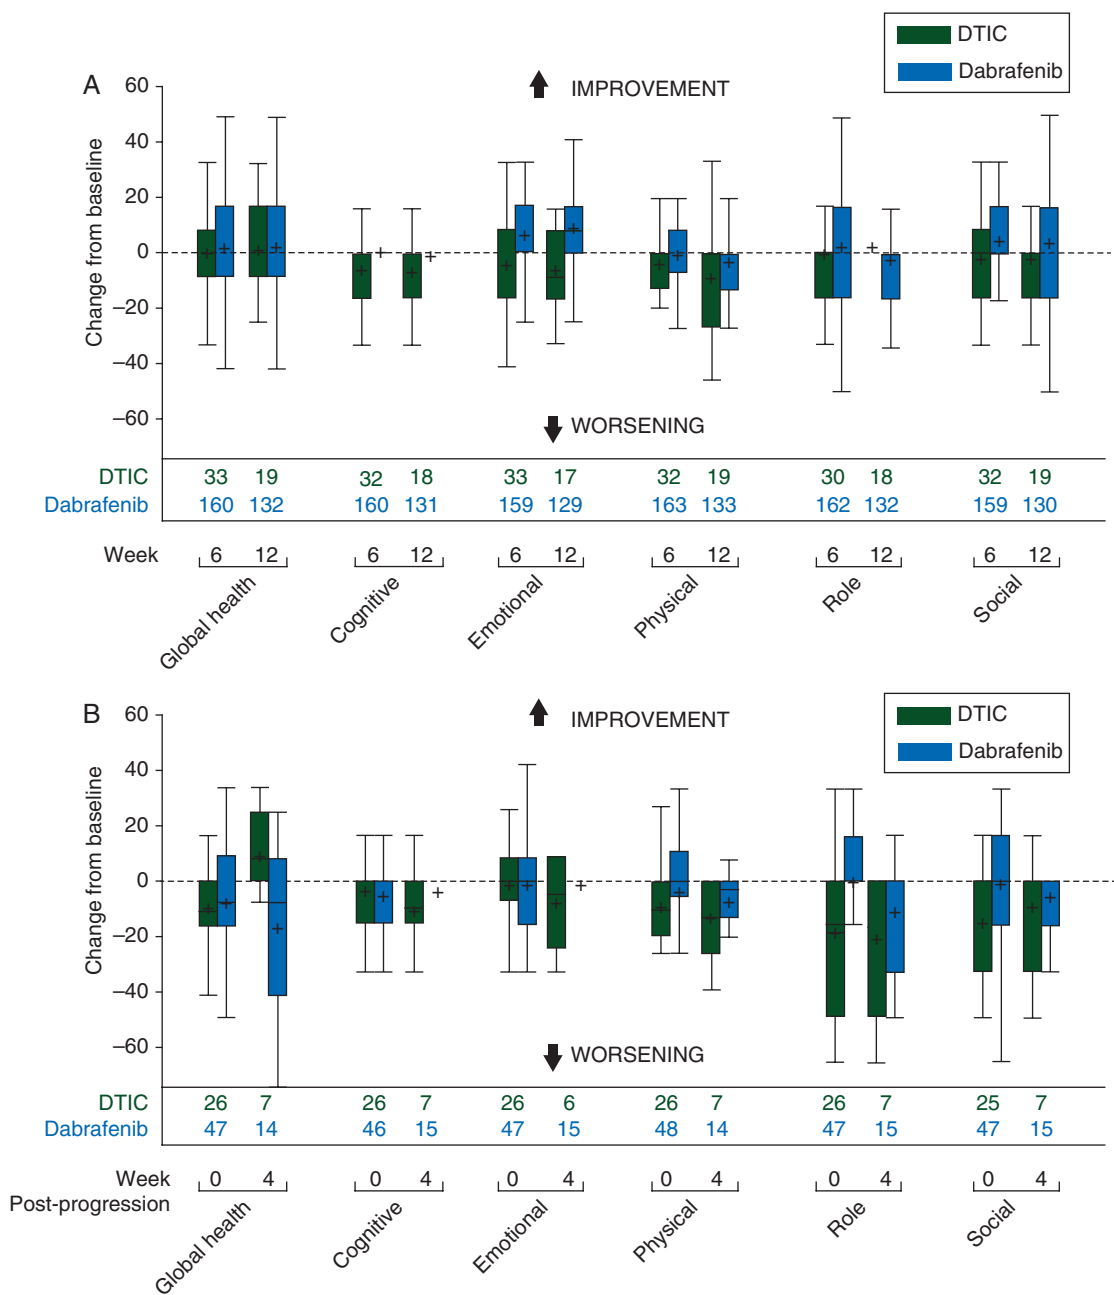 DTIC
Dabrafenib
A
60
40
20
0
–20
–40
–60
Change from baseline
IMPROVEMENT
WORSENING
DTIC 33 19 32 18 33 17 32 19 30 18 32 19
Dabrafenib 160 132 160 131 159 129 163 133 162 132 159 130
Week 6 12 6 12 6 12 6 12 6 12 6 12
Global health Cognitive Emotional Physical Role Social
B
DTIC
Dabrafenib
60
40
20
0
–20
–40
–60
Change from baseline
IMPROVEMENT
WORSENING
DTIC 26 7 26 7 26 6 26 7 26 7 25 7
Dabrafenib 47 14 46 15 47 15 48 14 47 15 47 15
Week 0 4 0 4 0 4 0 4 0 4 0 4
Post-progression
Global health Cognitive Emotional Physical Role Social